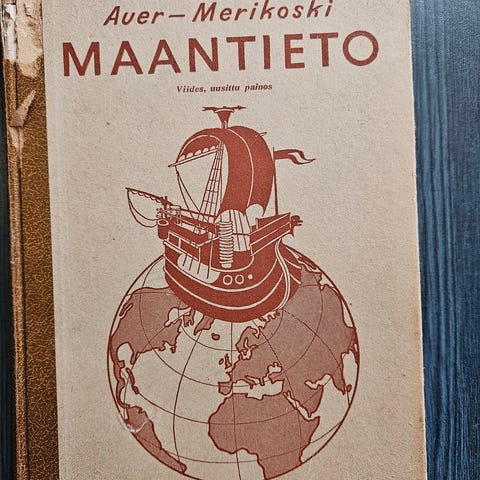 Auer—Merikoski
MAANTIETO
Viides, uusittu painos